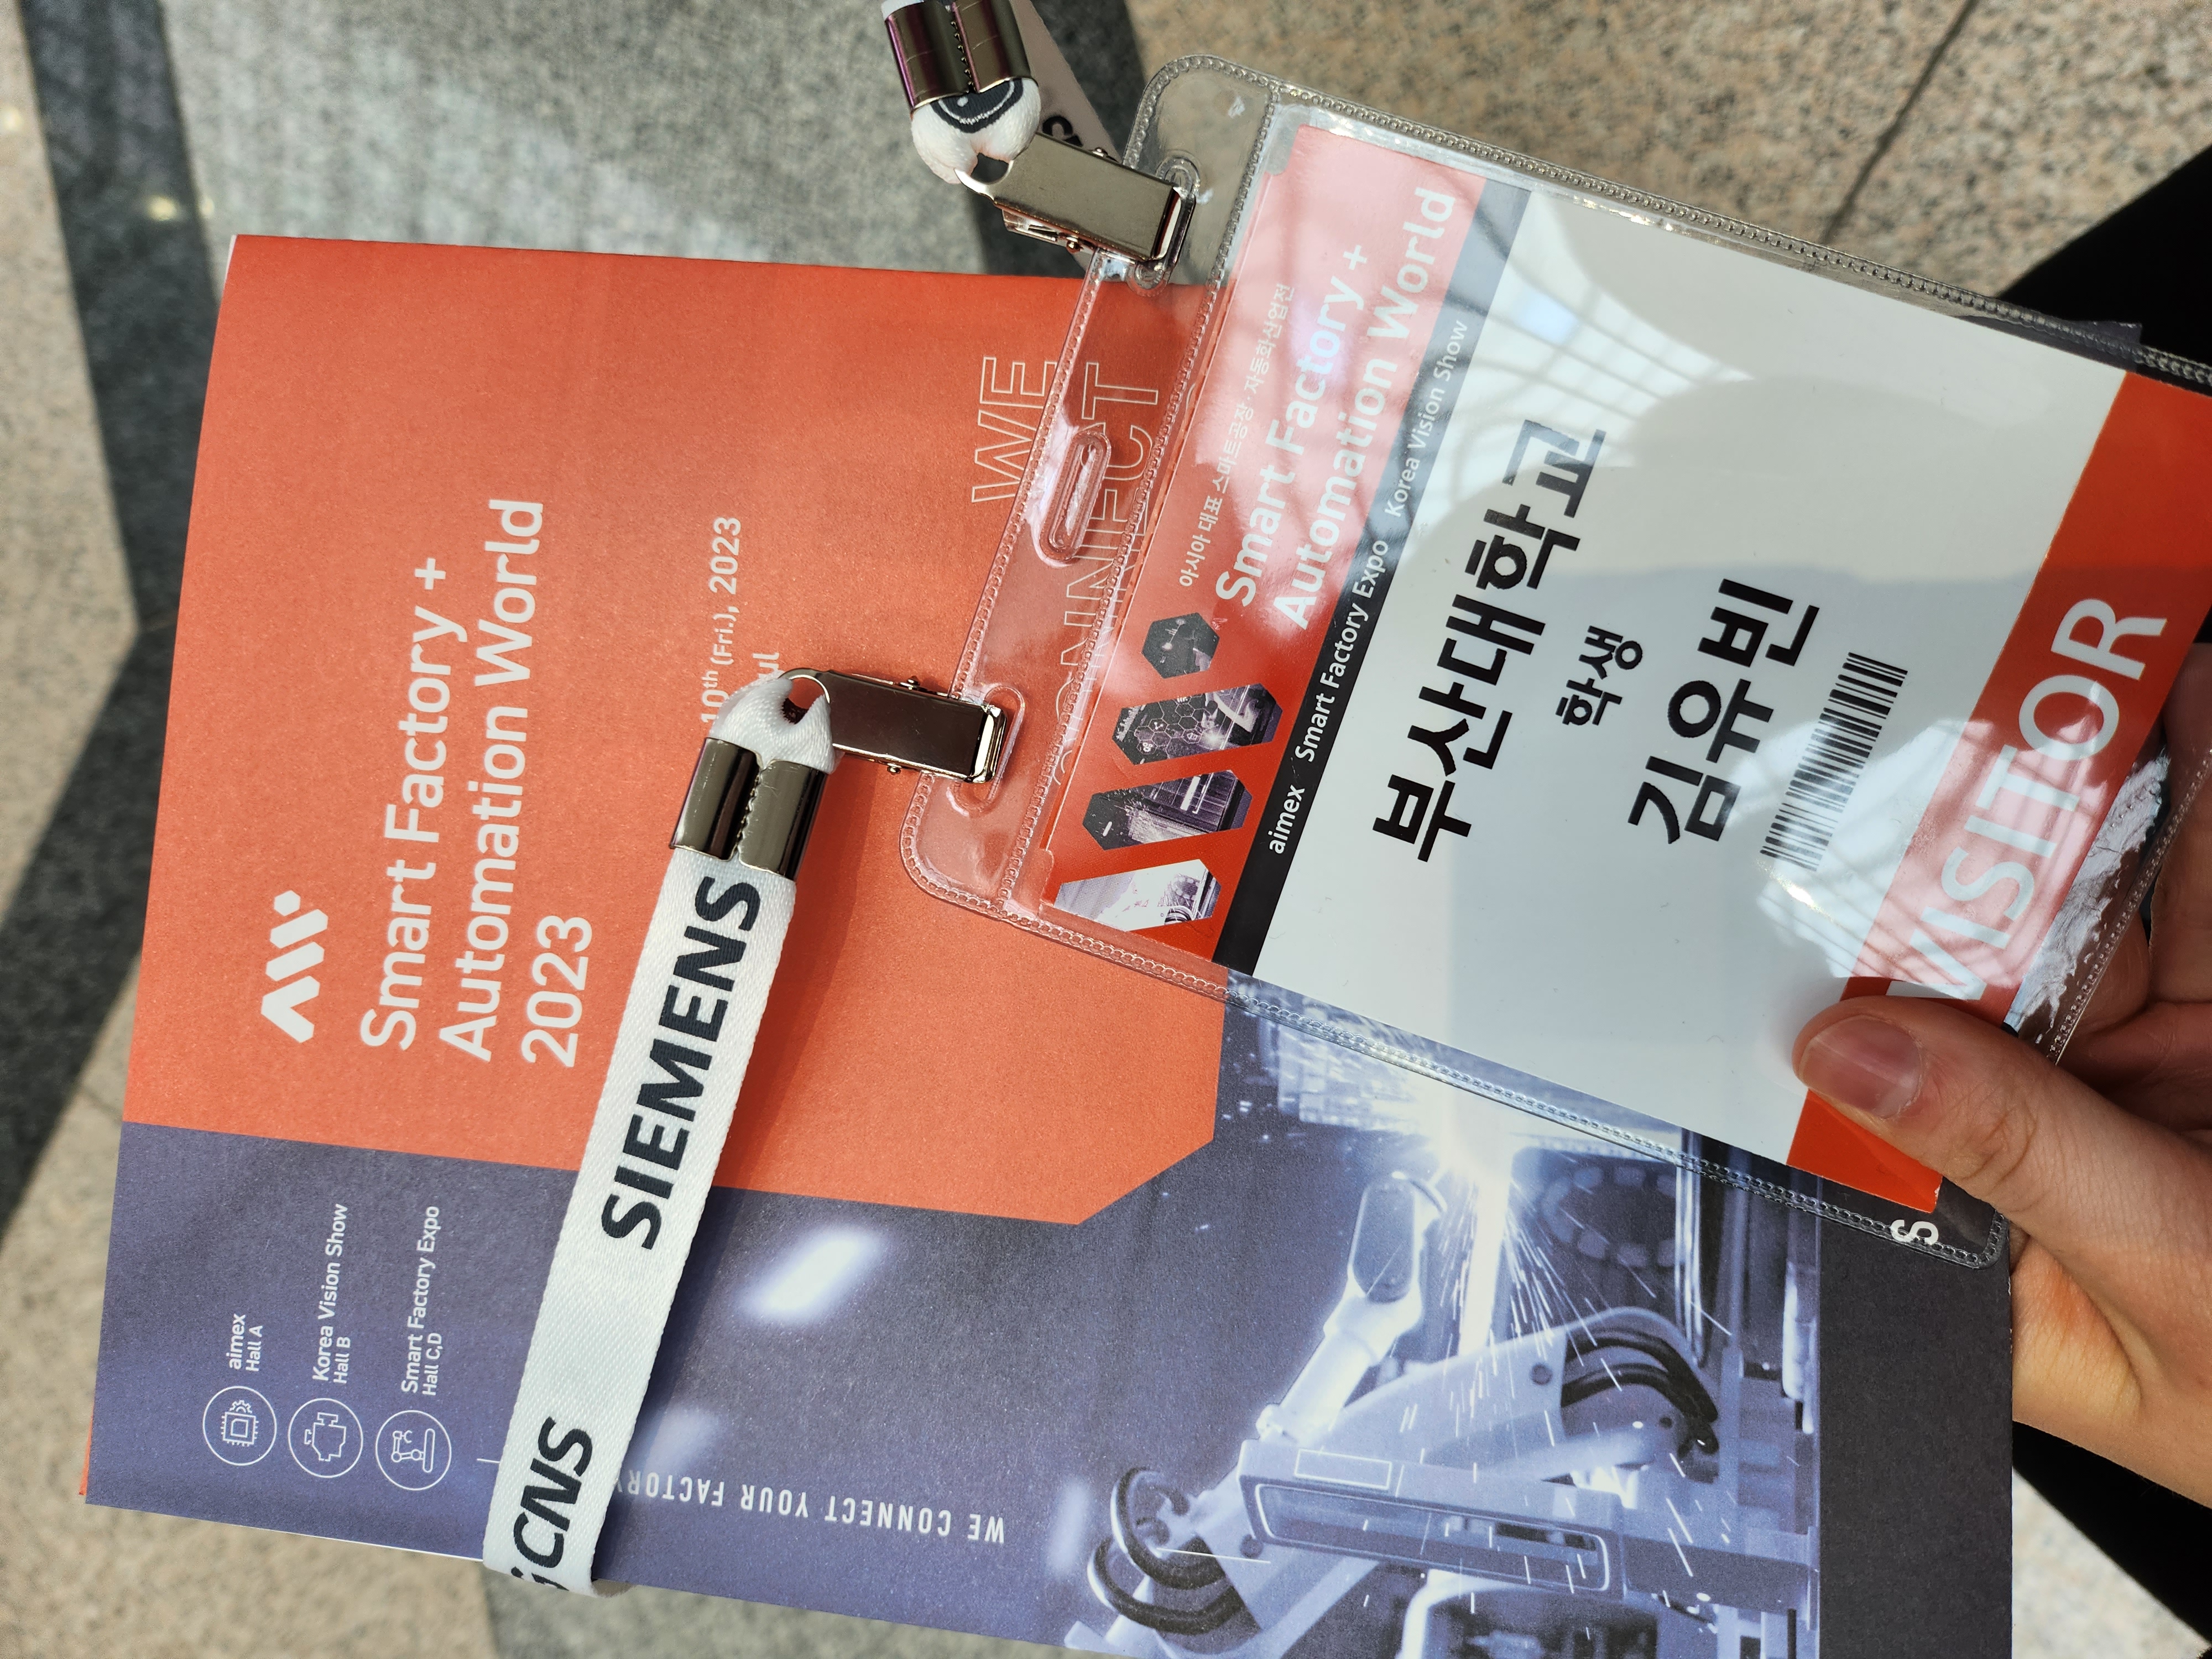 aimex
Hall A
Korea Vision Show
Hall B
Smart Factory Expo
Hall C,D
WE CONNECT YOUR FACTORY
Smart Factory +
Automation World
2023
10th (Fri.), 2023
CNS
SIEMENS
WE
CONNECT
아시아 대표 스마트공장·자동화산업전
Smart Factory +
Automation World
aimex Smart Factory Expo Korea Vision Show
부산대학교
학생
김유빈
VISITOR
S